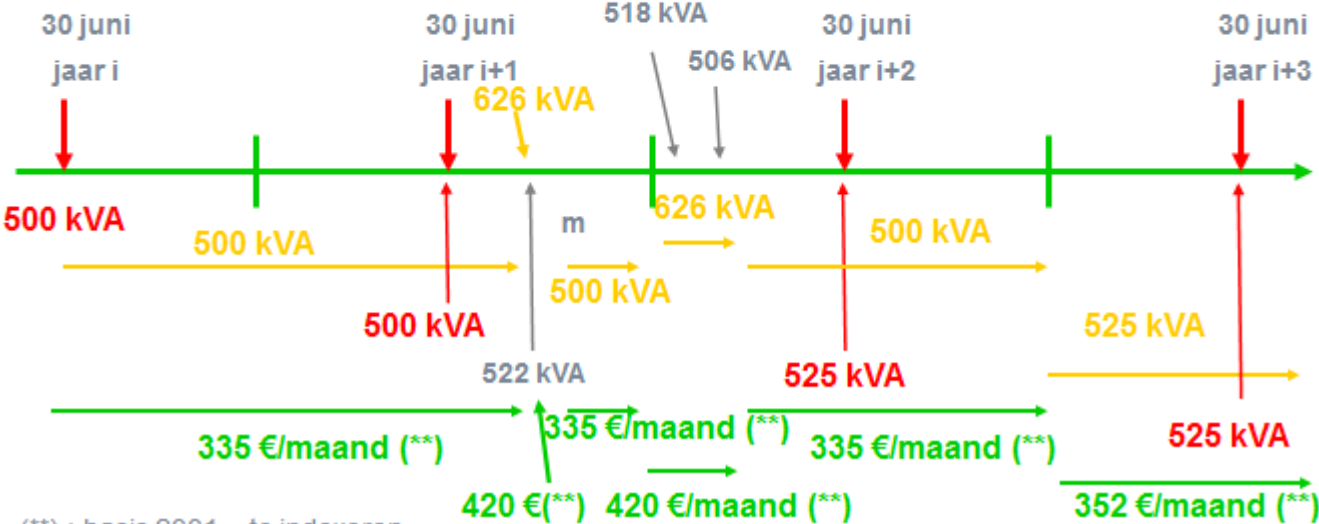 30 juni
jaar i
30 juni
jaar i+1
518 kVA
506 kVA
30 juni
jaar i+2
30 juni
jaar i+3
626 kVA
500 kVA
500 kVA
m
626 kVA
500 kVA
500 kVA
500 kVA
525 kVA
522 kVA
525 kVA
335 €/maand (**)
335 €/maand (**)
335 €/maand (**)
525 kVA
420 €(**)
420 €/maand (**)
352 €/maand (**)